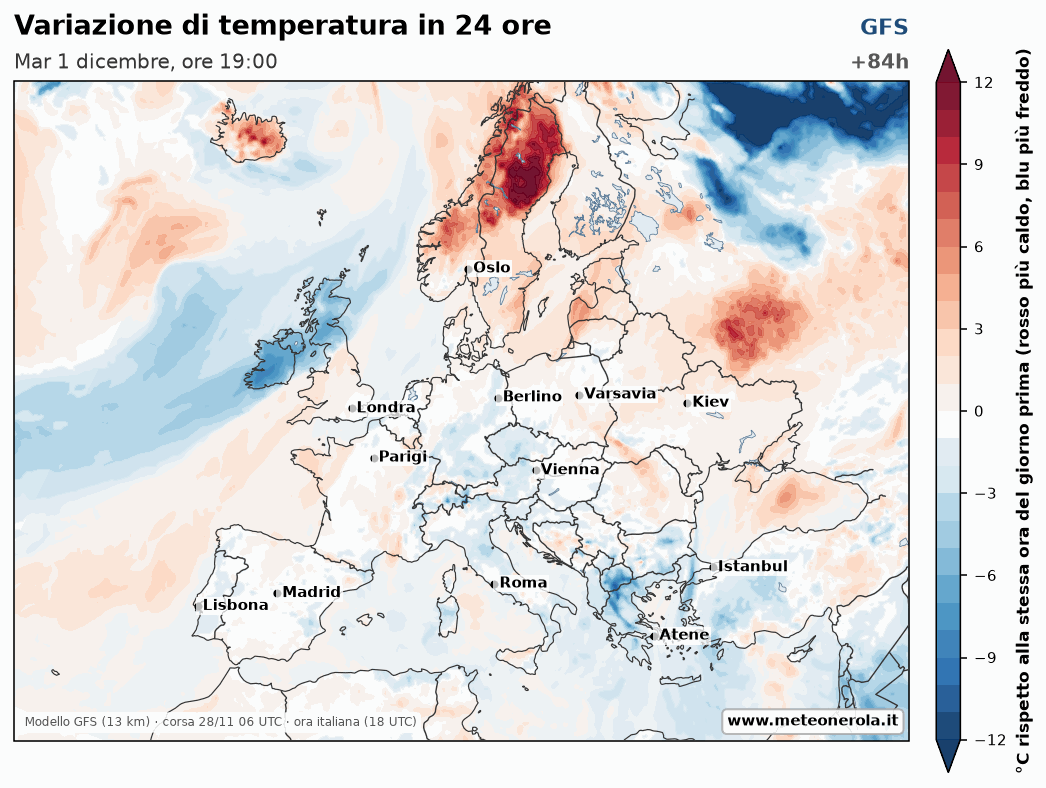 Variazione di temperatura in 24 ore
GFS
Mar 1 dicembre, ore 19:00
+84h
Oslo
Berlino
Varsavia
Kiev
Londra
Parigi
Vienna
Istanbul
Roma
Madrid
Lisbona
Atene
Modello GFS (13 km) · corsa 28/11 06 UTC · ora italiana (18 UTC)
www.meteonerola.it
12
9
6
3
0
−3
−6
−9
−12
°C rispetto alla stessa ora del giorno prima (rosso più caldo, blu più freddo)